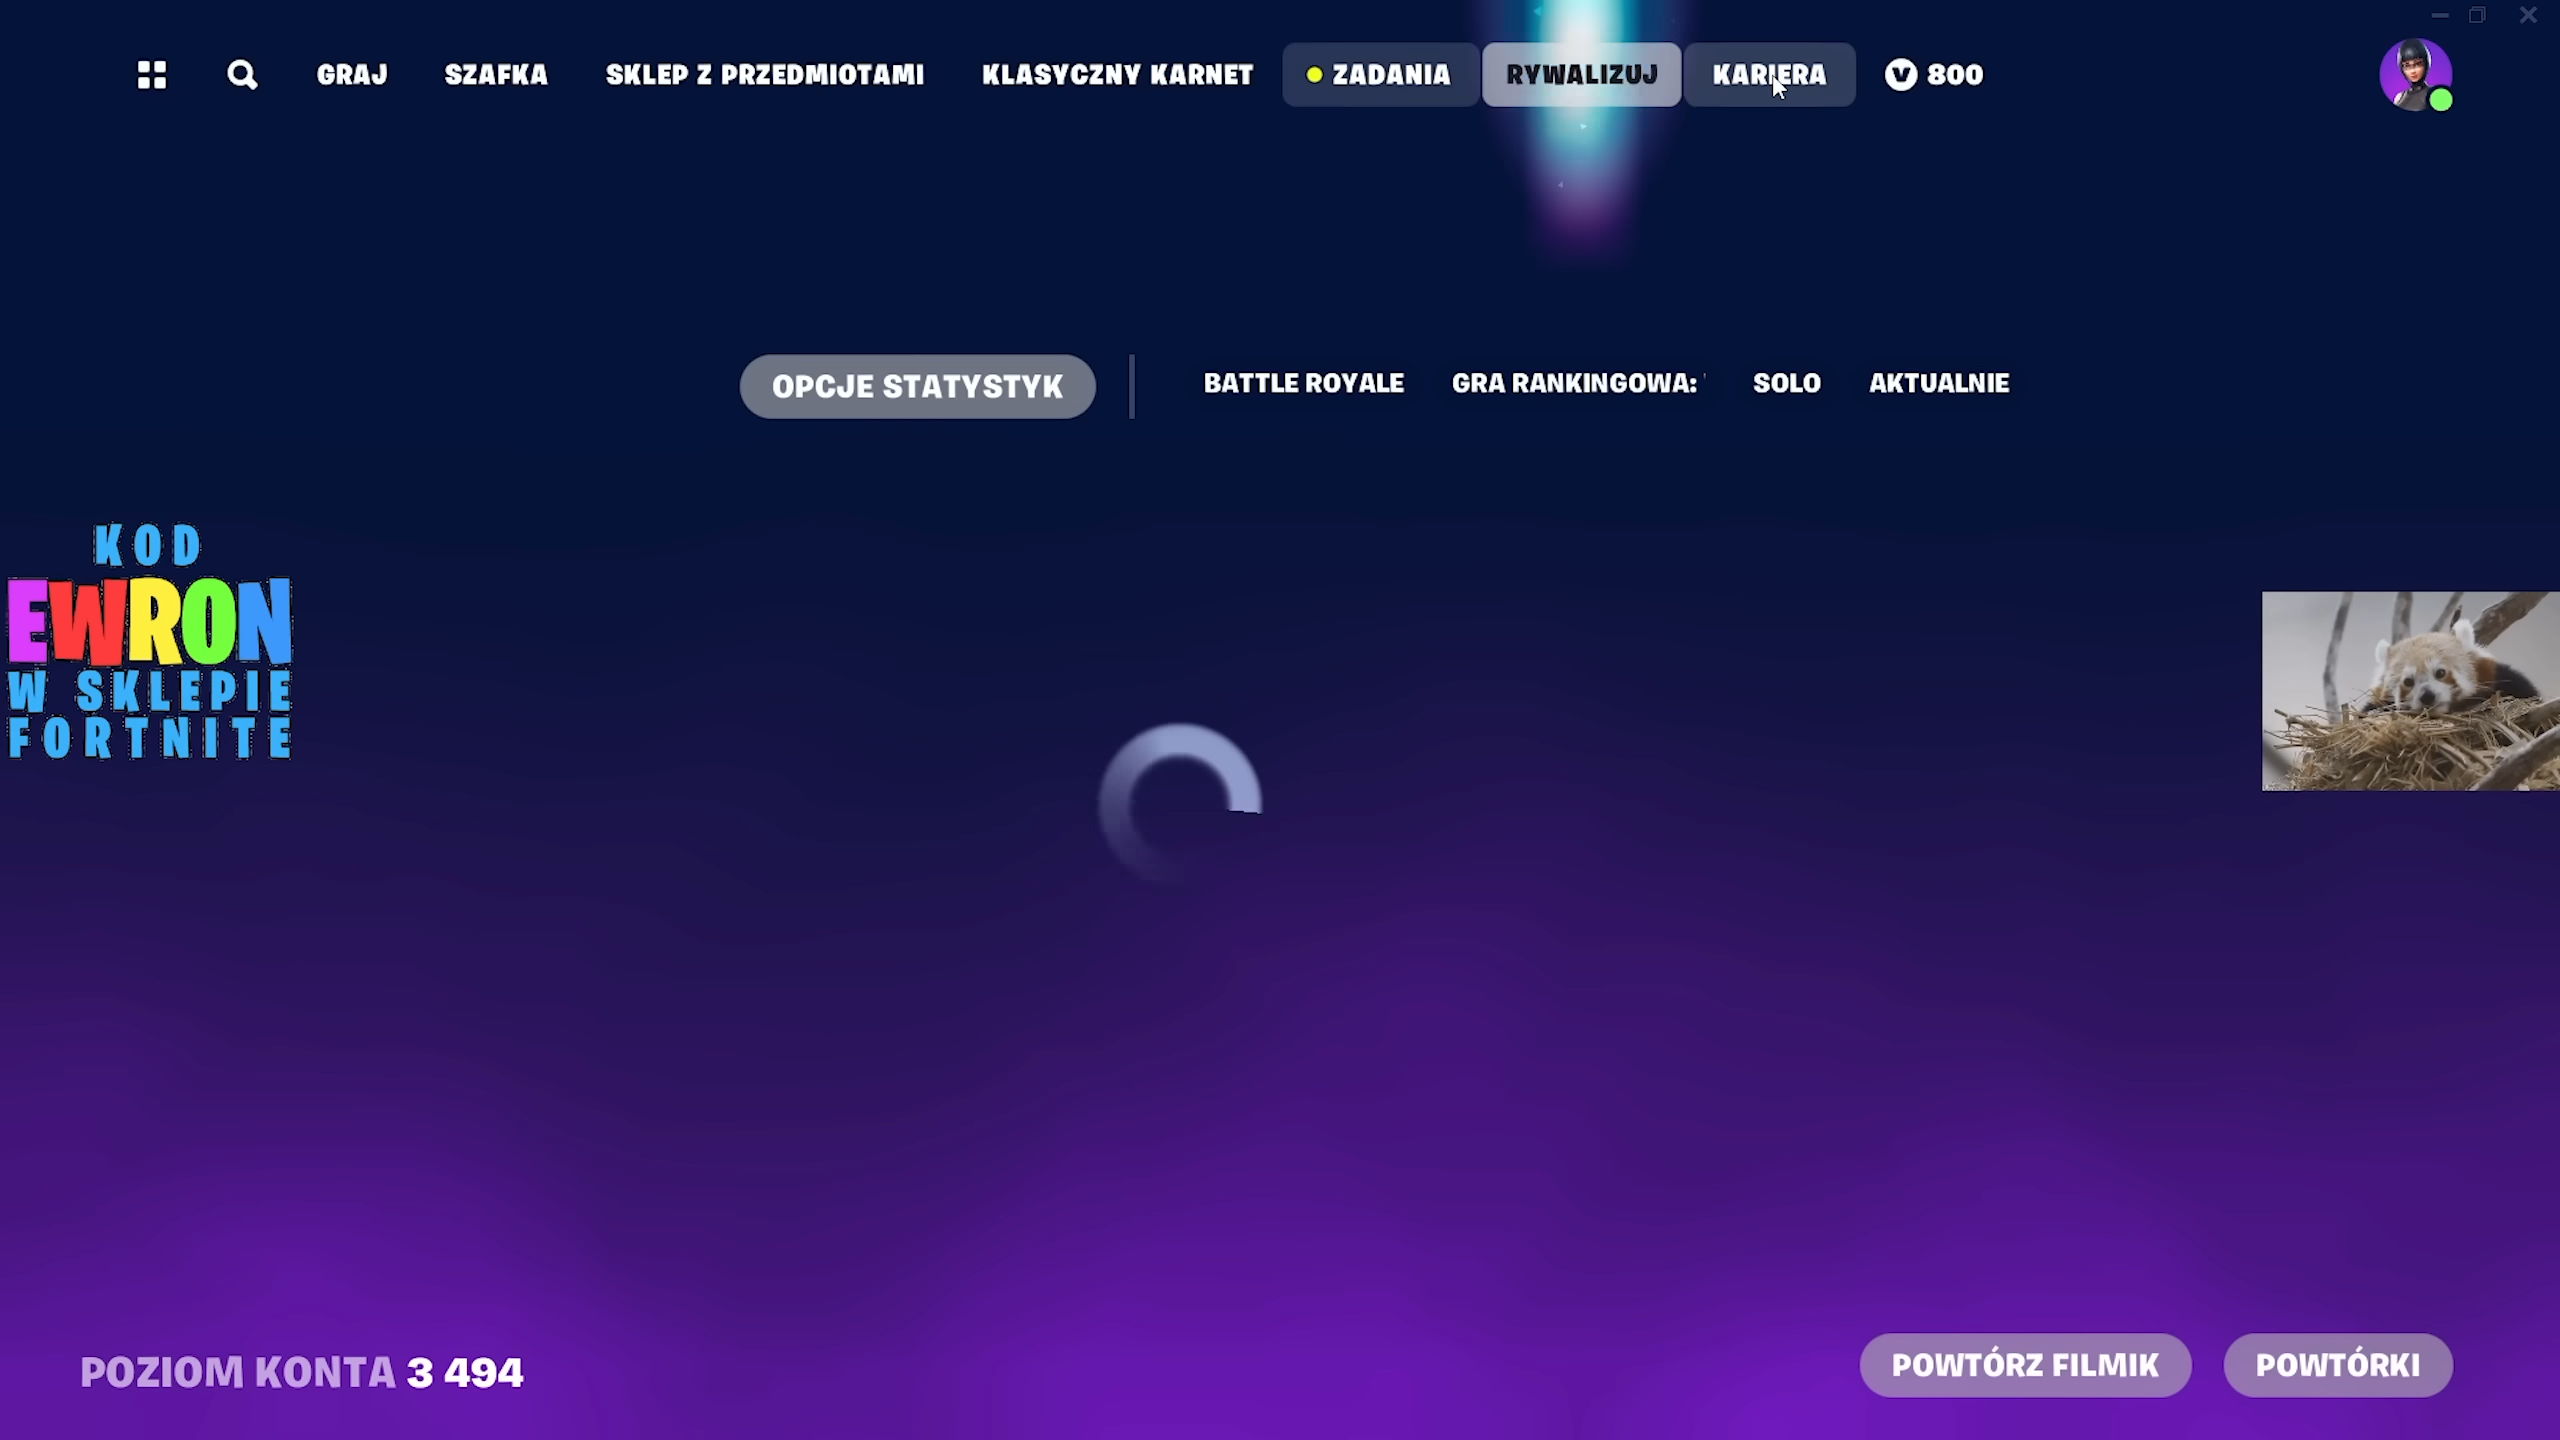 GRAJ SZAFKA SKLEP Z PRZEDMIOTAMI KLASYCZNY KARNET ZADANIA RYWALIZUJ KARIERA 800
OPCJE STATYSTYK BATTLE ROYALE GRA RANKINGOWA: SOLO AKTUALNIE
KOD
EWRON
W SKLEPIE
FORTNITE
POZIOM KONTA 3 494
POWTÓRZ FILMIK POWTÓRKI